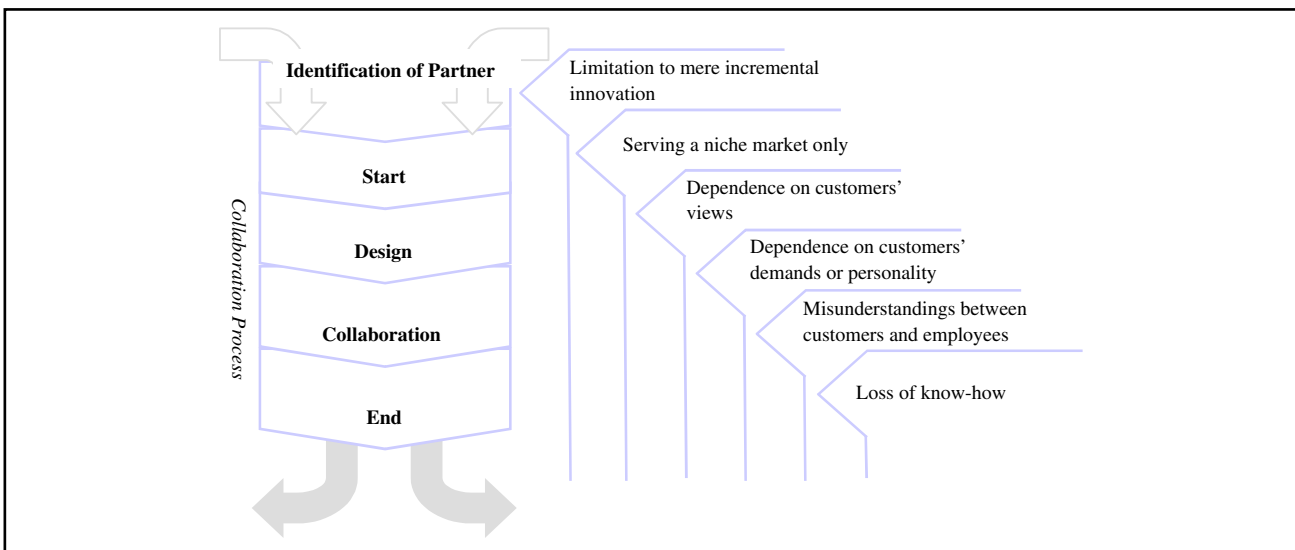 Identification of Partner
Start
Design
Collaboration
End
Collaboration Process
Limitation to mere incremental
innovation
Serving a niche market only
Dependence on customers’
views
Dependence on customers’
demands or personality
Misunderstandings between
customers and employees
Loss of know-how